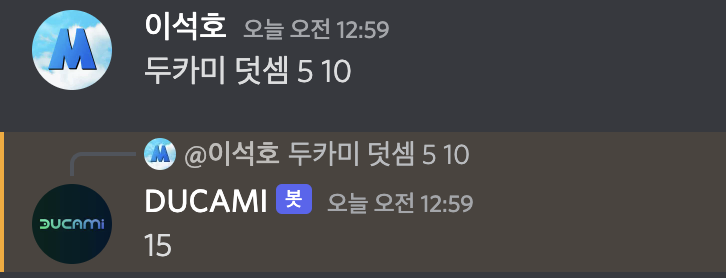 이석호 오늘 오전 12:59
두카미 덧셈 5 10
M @이석호 두카미 덧셈 5 10
DUCAMI 봇 오늘 오전 12:59
DUCAMi
15